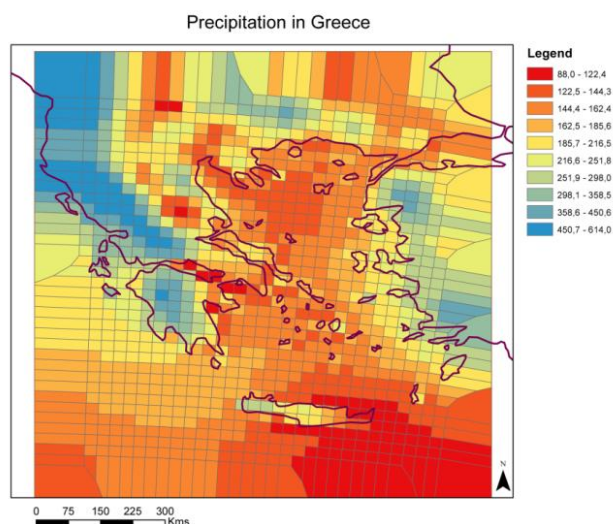 Precipitation in Greece
Legend
88,0 - 122,4
122,5 - 144,3
144,4 - 162,4
162,5 - 185,6
185,7 - 216,5
216,6 - 251,8
251,9 - 298,0
298,1 - 358,5
358,6 - 450,6
450,7 - 614,0
N
0 75 150 225 300
Kms